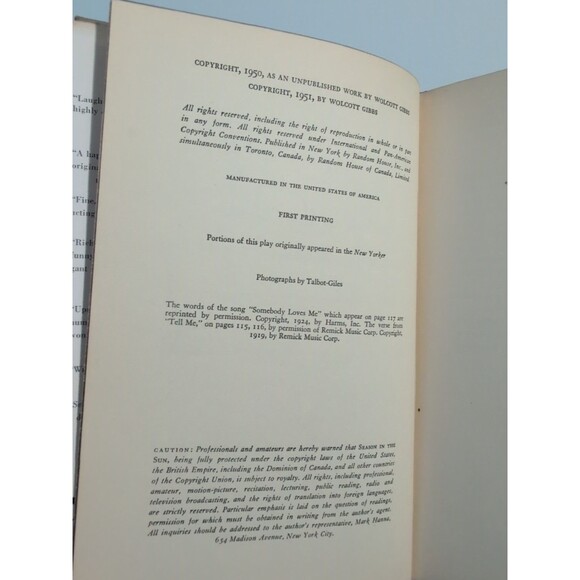 COPYRIGHT, 1950, AS AN UNPUBLISHED WORK BY WOLCOTT GIBBS
COPYRIGHT, 1951, BY WOLCOTT GIBBS
All rights reserved, including the right of reproduction in whole or in part
in any form. All rights reserved under International and Pan-American
Copyright Conventions. Published in New York by Random House, Inc., and
simultaneously in Toronto, Canada, by Random House of Canada, Limited.
MANUFACTURED IN THE UNITED STATES OF AMERICA
FIRST PRINTING
Portions of this play originally appeared in the New Yorker
Photographs by Talbot-Giles
The words of the song "Somebody Loves Me" which appear on page 117 are
reprinted by permission. Copyright, 1924, by Harms, Inc. The verse from
"Tell Me," on pages 115, 116, by permission of Remick Music Corp. Copyright,
1919, by Remick Music Corp.
CAUTION: Professionals and amateurs are hereby warned that SEASON IN THE
SUN, being fully protected under the copyright laws of the United States,
the British Empire, including the Dominion of Canada, and all other countries
of the Copyright Union, is subject to royalty. All rights, including professional,
amateur, motion-picture, recitation, lecturing, public reading, radio and
television broadcasting, and the rights of translation into foreign languages,
are strictly reserved. Particular emphasis is laid on the question of readings,
permission for which must be obtained in writing from the author's agent.
All inquiries should be addressed to the author's representative, Mark Hanna,
654 Madison Avenue, New York City.
"Laugh
highly
"A hap
origina
"Fine,
acting
"Rich
funny
gant
"Up
mu
wi
"S
d